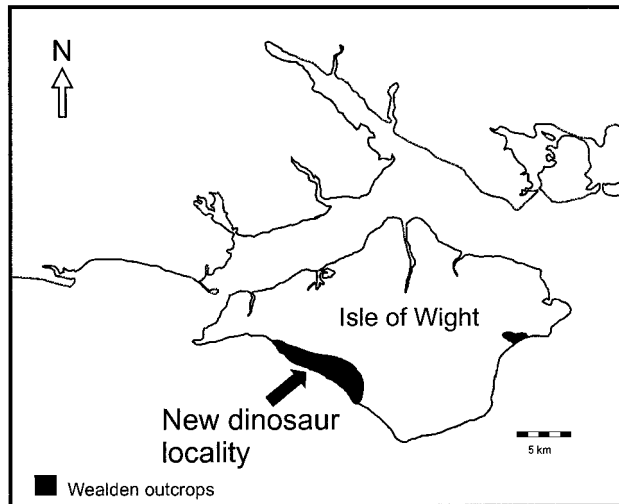 N
Isle of Wight
New dinosaur
locality
5 km
Wealden outcrops